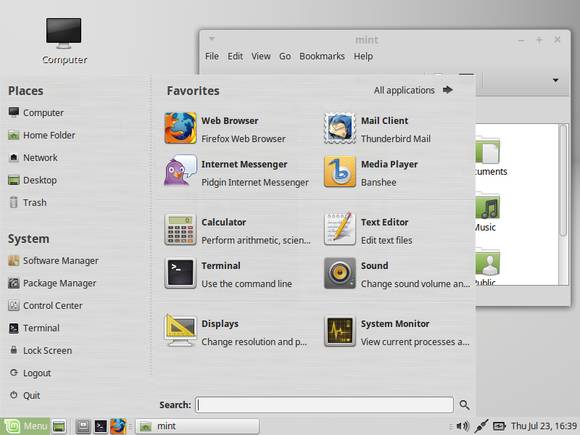 Computer
mint
File Edit View Go Bookmarks Help
Places
Computer
Home Folder
Network
Desktop
Trash
System
Software Manager
Package Manager
Control Center
Terminal
Lock Screen
Logout
Quit
Favorites
All applications
Web Browser
Firefox Web Browser
Mail Client
Thunderbird Mail
Internet Messenger
Pidgin Internet Messenger
Media Player
Banshee
Calculator
Perform arithmetic, scien...
Text Editor
Edit text files
Terminal
Use the command line
Sound
Change sound volume an...
Displays
Change resolution and p...
System Monitor
View current processes a...
Search:
cuments
Music
Public
Menu
mint
Thu Jul 23, 16:39